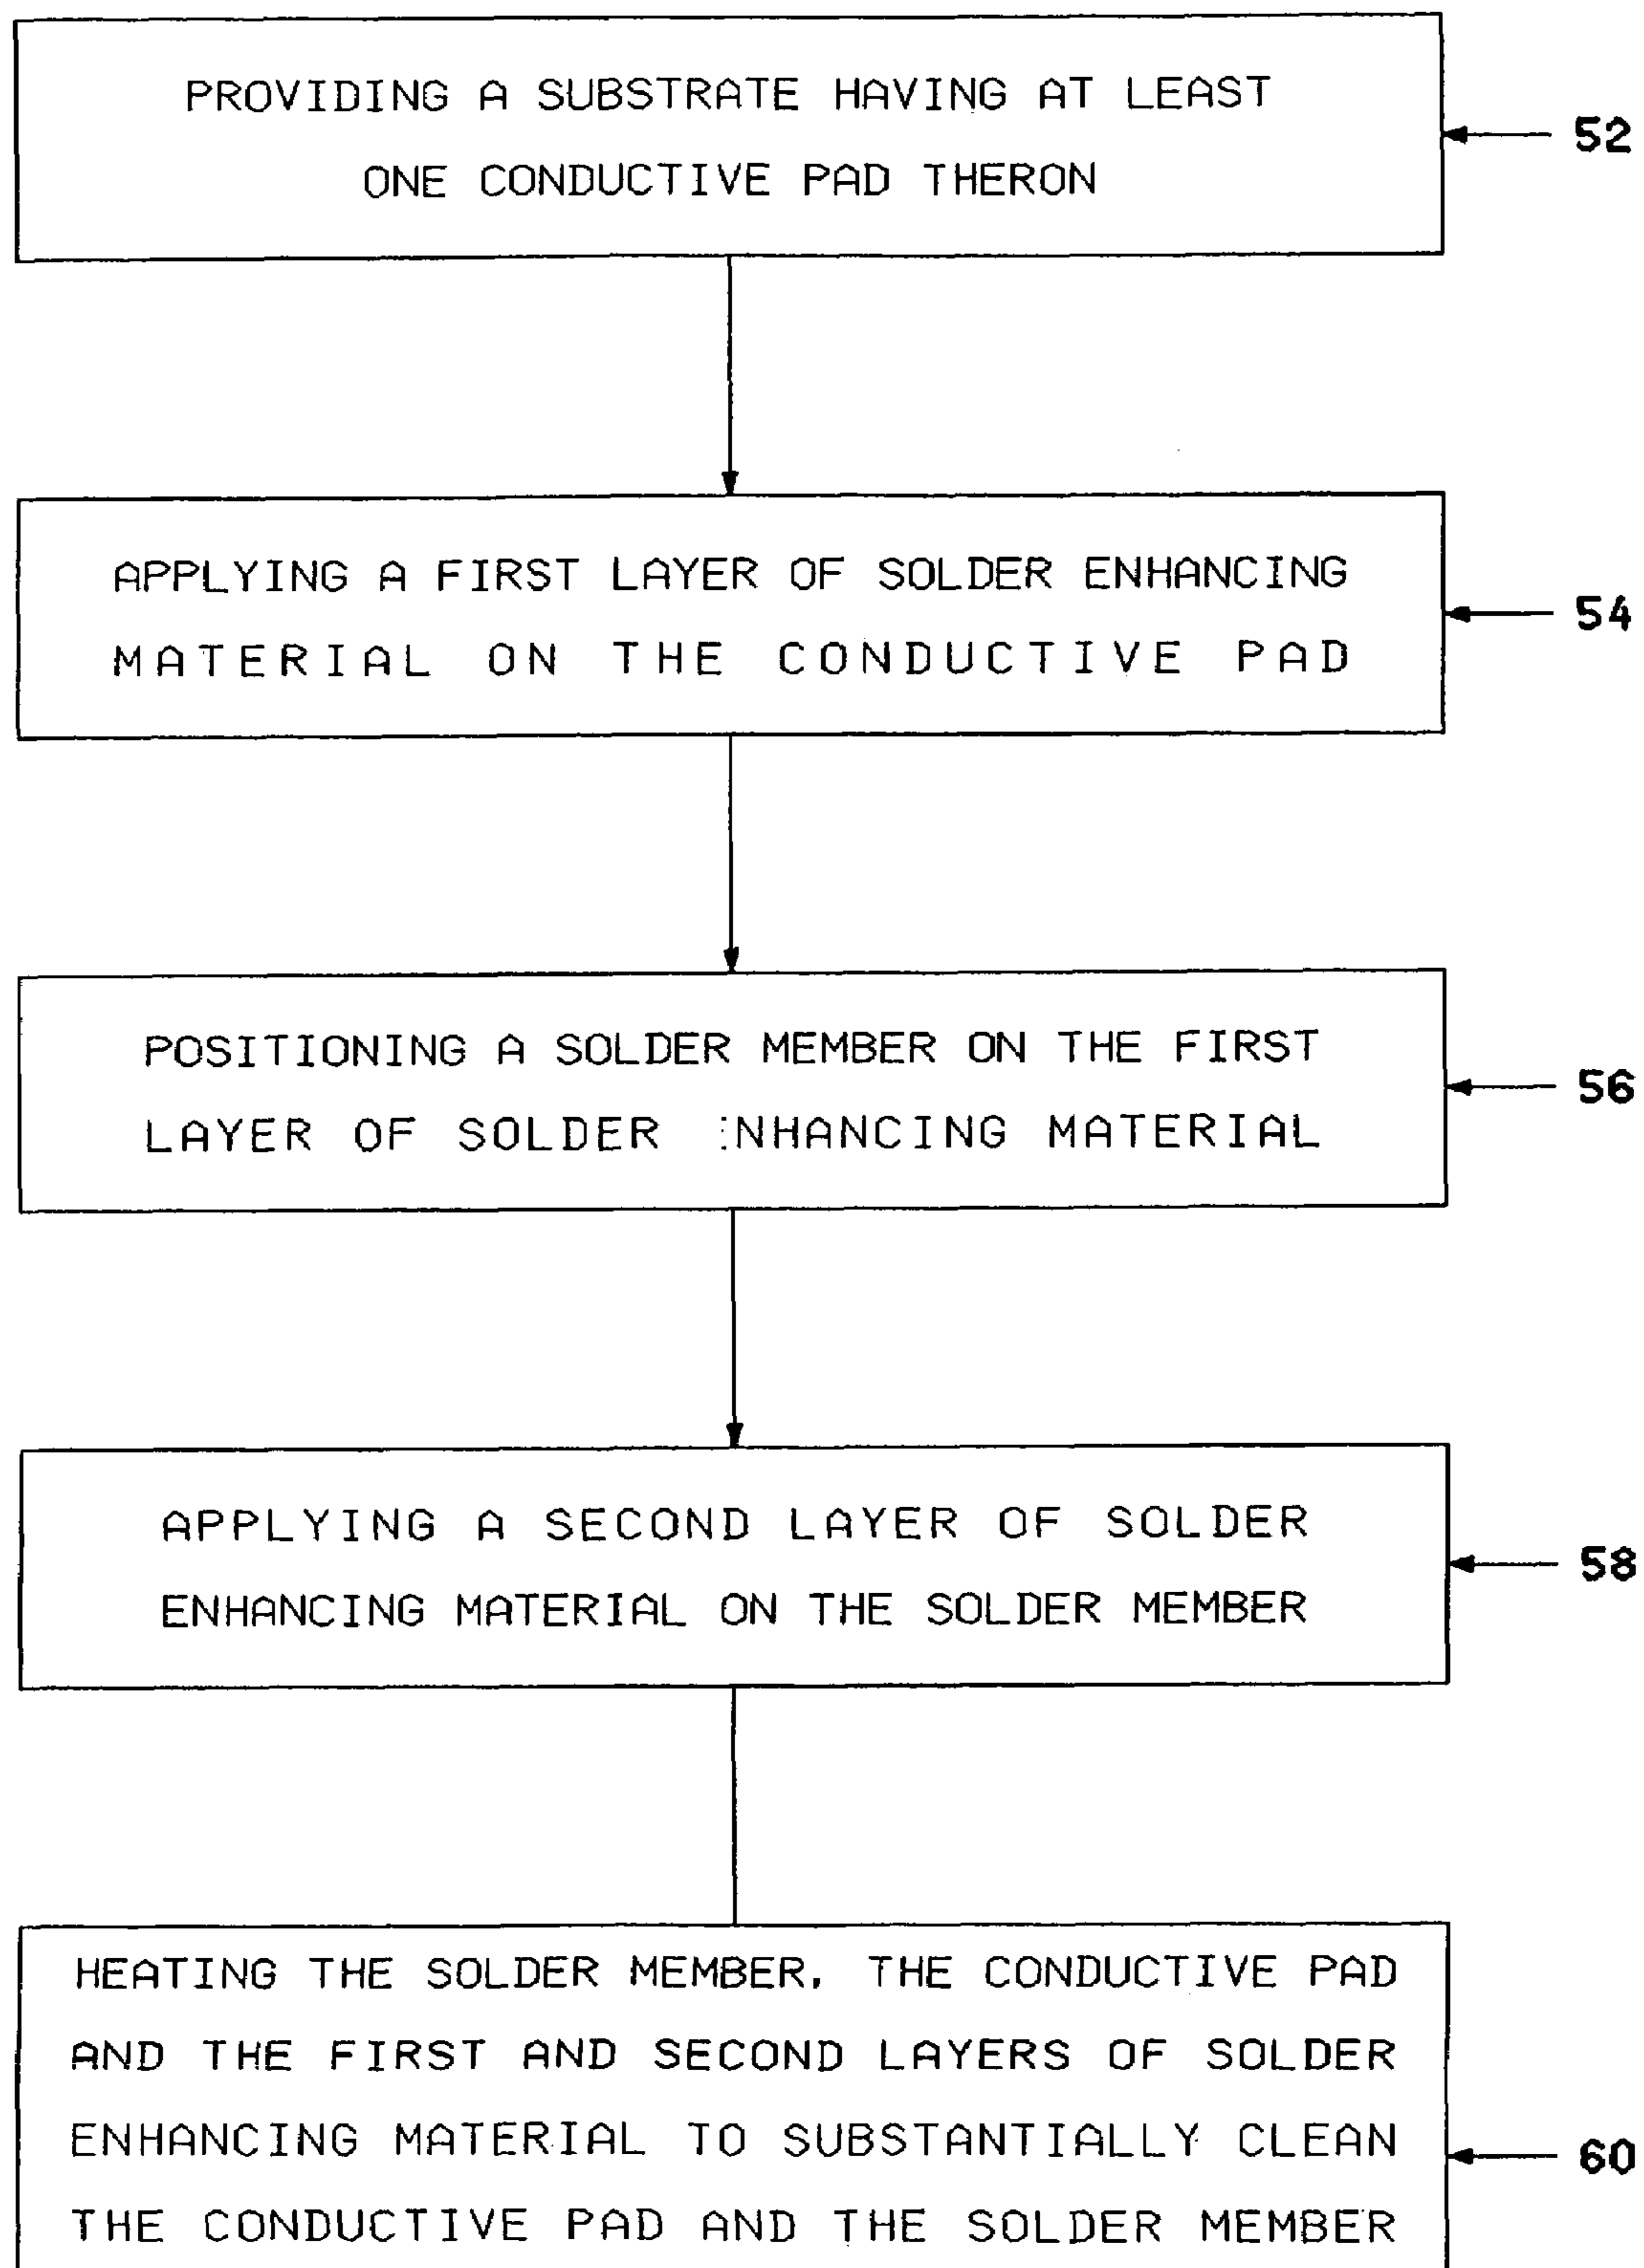 PROVIDING A SUBSTRATE HAVING AT LEAST
ONE CONDUCTIVE PAD THERON
52
APPLYING A FIRST LAYER OF SOLDER ENHANCING
MATERIAL ON THE CONDUCTIVE PAD
54
POSITIONING A SOLDER MEMBER ON THE FIRST
LAYER OF SOLDER ENHANCING MATERIAL
56
APPLYING A SECOND LAYER OF SOLDER
ENHANCING MATERIAL ON THE SOLDER MEMBER
58
HEATING THE SOLDER MEMBER, THE CONDUCTIVE PAD
AND THE FIRST AND SECOND LAYERS OF SOLDER
ENHANCING MATERIAL TO SUBSTANTIALLY CLEAN
THE CONDUCTIVE PAD AND THE SOLDER MEMBER
60